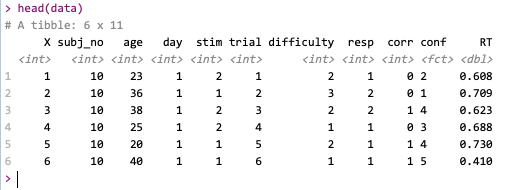 > head(data)
# A tibble: 6 x 11
X subj_no age day stim trial difficulty resp corr conf RT
<int> <int> <int> <int> <int> <int> <int> <int> <int> <fct> <dbl>
1 1 10 23 1 2 1 2 1 0 2 0.608
2 2 10 36 1 1 2 3 2 0 1 0.709
3 3 10 38 1 2 3 2 2 1 4 0.623
4 4 10 25 1 2 4 1 1 0 3 0.688
5 5 10 20 1 1 5 2 1 1 4 0.730
6 6 10 40 1 1 6 1 1 1 5 0.410
>